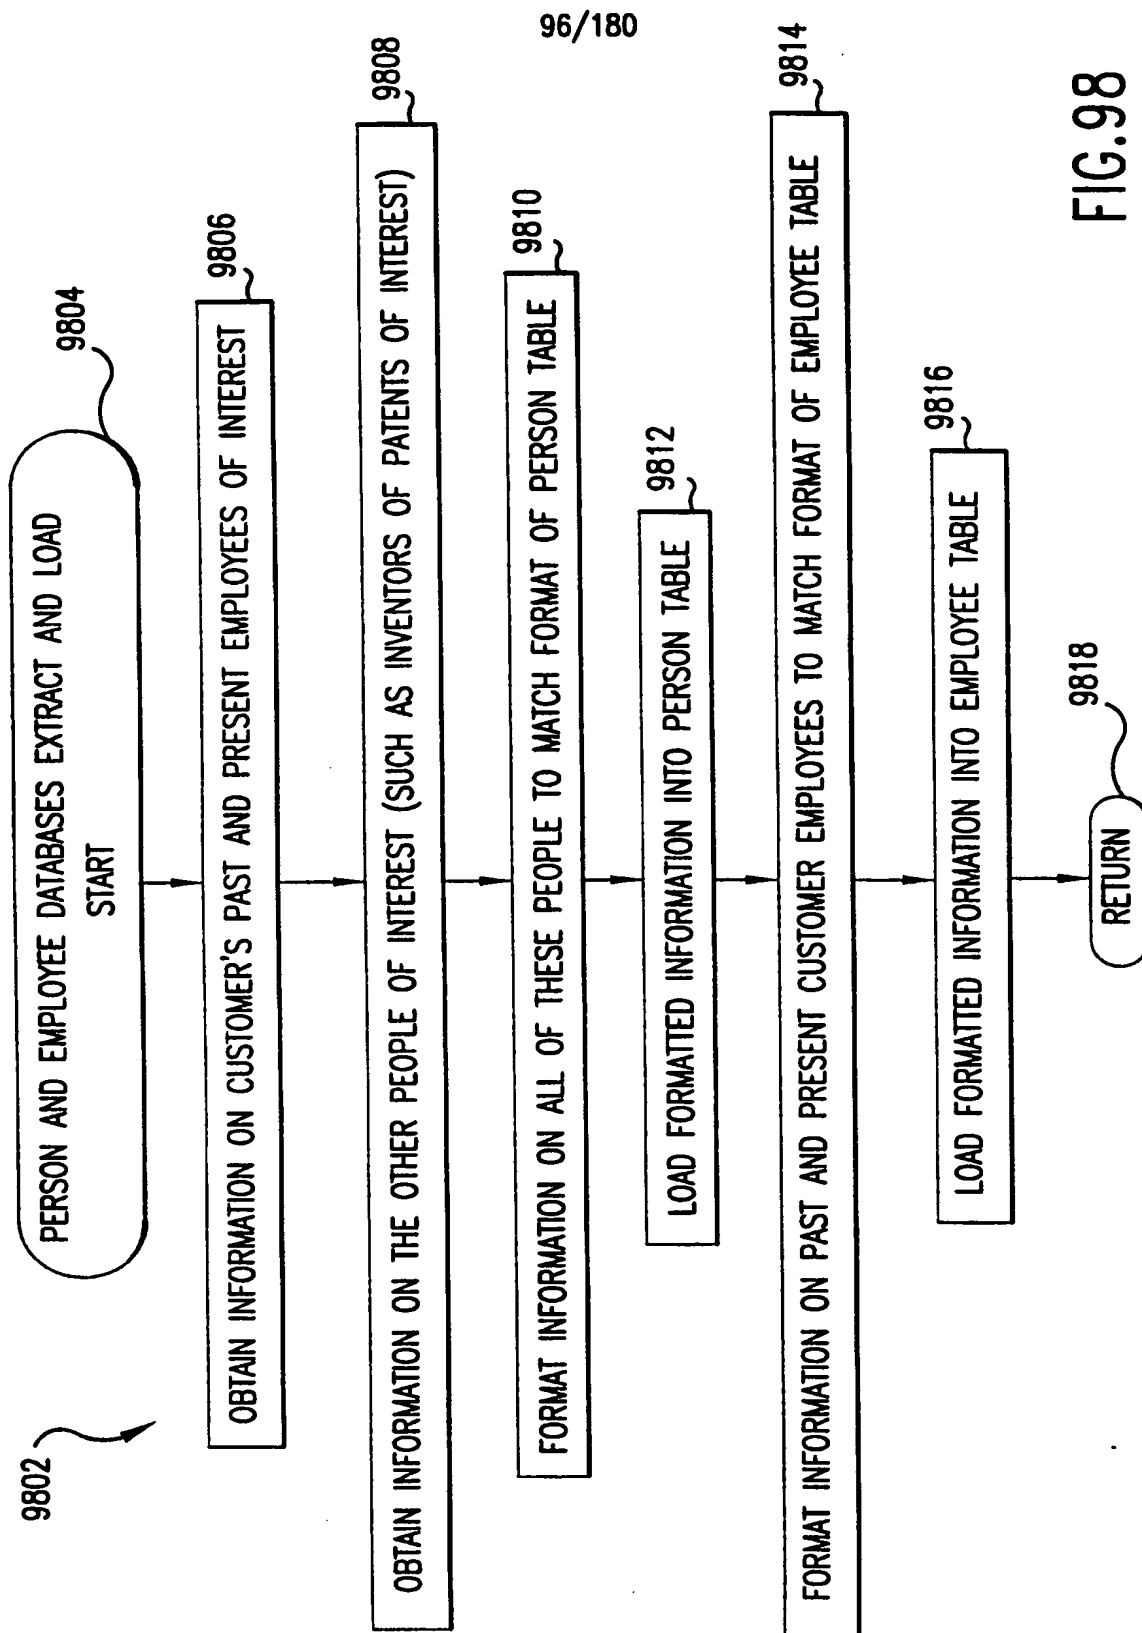 96/180
9802
PERSON AND EMPLOYEE DATABASES EXTRACT AND LOAD
START
9804
OBTAIN INFORMATION ON CUSTOMER'S PAST AND PRESENT EMPLOYEES OF INTEREST
9806
OBTAIN INFORMATION ON THE OTHER PEOPLE OF INTEREST (SUCH AS INVENTORS OF PATENTS OF INTEREST)
9808
FORMAT INFORMATION ON ALL OF THESE PEOPLE TO MATCH FORMAT OF PERSON TABLE
9810
LOAD FORMATTED INFORMATION INTO PERSON TABLE
9812
FORMAT INFORMATION ON PAST AND PRESENT CUSTOMER EMPLOYEES TO MATCH FORMAT OF EMPLOYEE TABLE
9814
LOAD FORMATTED INFORMATION INTO EMPLOYEE TABLE
9816
RETURN
9818
FIG.98